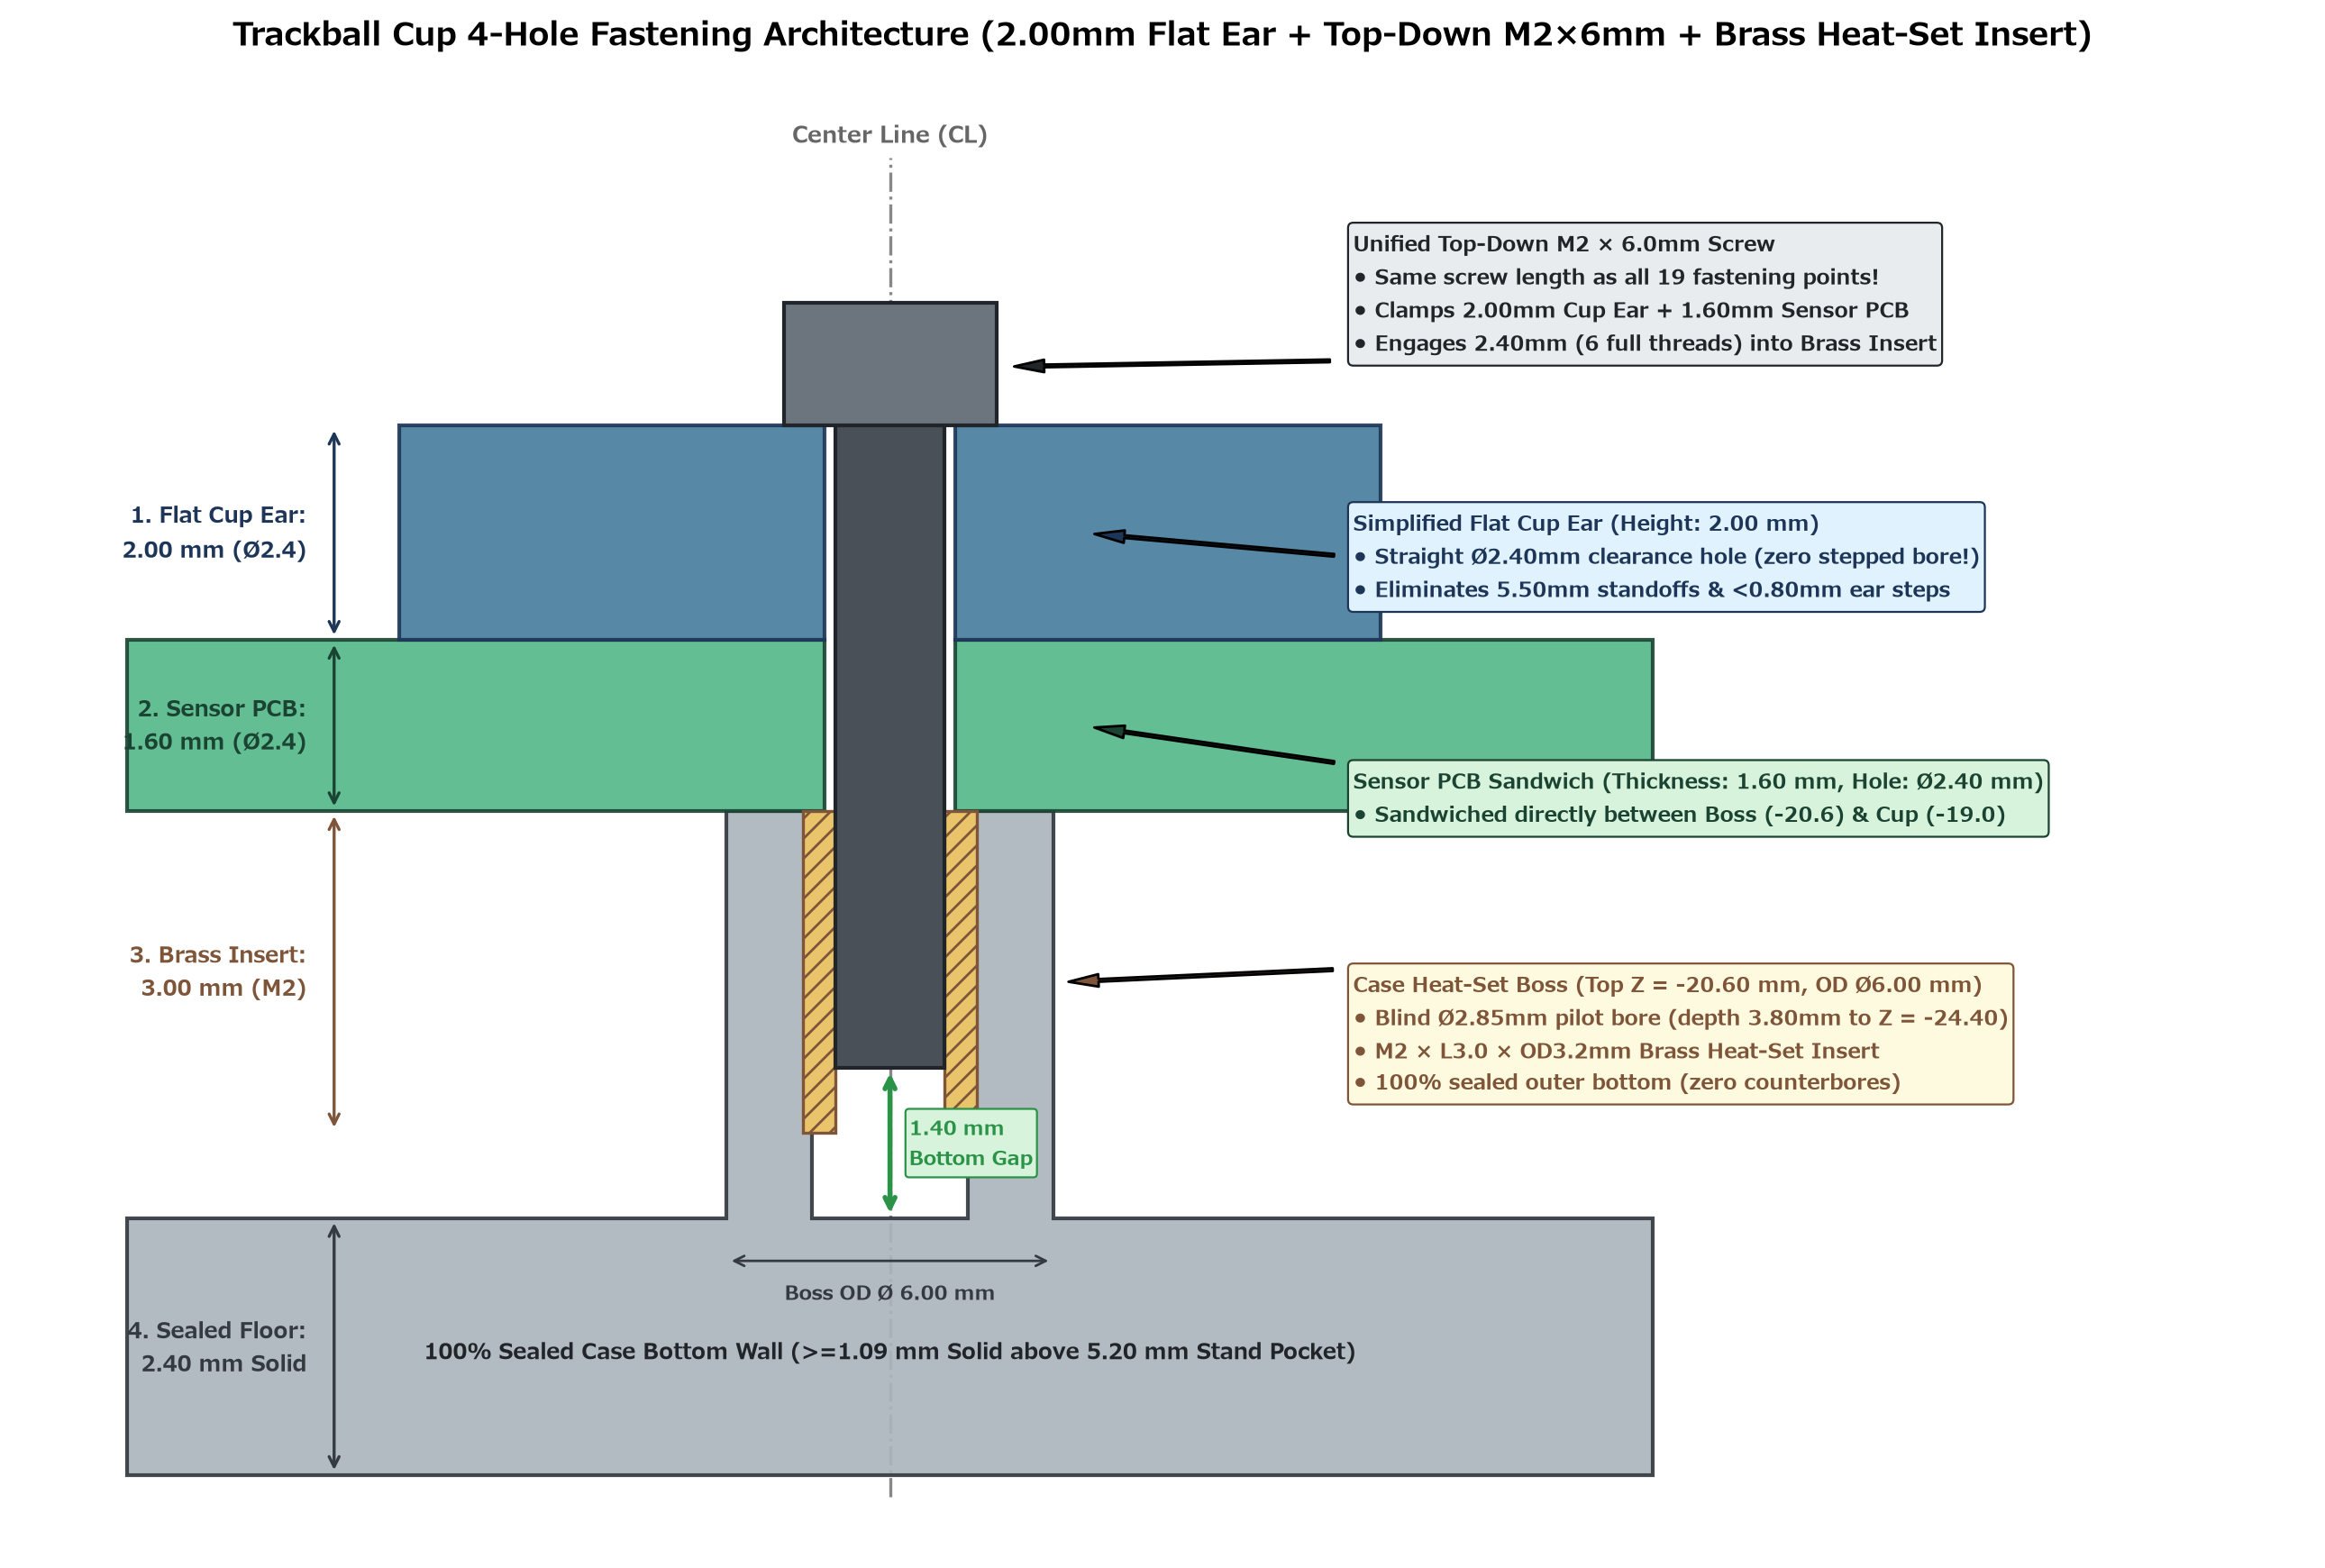 Trackball Cup 4-Hole Fastening Architecture (2.00mm Flat Ear + Top-Down M2×6mm + Brass Heat-Set Insert)
Center Line (CL)
Unified Top-Down M2 × 6.0mm Screw
• Same screw length as all 19 fastening points!
• Clamps 2.00mm Cup Ear + 1.60mm Sensor PCB
• Engages 2.40mm (6 full threads) into Brass Insert
1. Flat Cup Ear:
2.00 mm (Ø2.4)
Simplified Flat Cup Ear (Height: 2.00 mm)
• Straight Ø2.40mm clearance hole (zero stepped bore!)
• Eliminates 5.50mm standoffs & <0.80mm ear steps
2. Sensor PCB:
1.60 mm (Ø2.4)
Sensor PCB Sandwich (Thickness: 1.60 mm, Hole: Ø2.40 mm)
• Sandwiched directly between Boss (-20.6) & Cup (-19.0)
3. Brass Insert:
3.00 mm (M2)
Case Heat-Set Boss (Top Z = -20.60 mm, OD Ø6.00 mm)
• Blind Ø2.85mm pilot bore (depth 3.80mm to Z = -24.40)
• M2 × L3.0 × OD3.2mm Brass Heat-Set Insert
• 100% sealed outer bottom (zero counterbores)
1.40 mm
Bottom Gap
Boss OD Ø 6.00 mm
4. Sealed Floor:
2.40 mm Solid
100% Sealed Case Bottom Wall (>=1.09 mm Solid above 5.20 mm Stand Pocket)